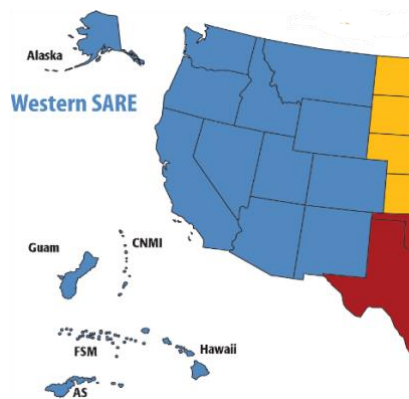 Alaska
Western SARE
Guam
CNMI
FSM
Hawaii
AS